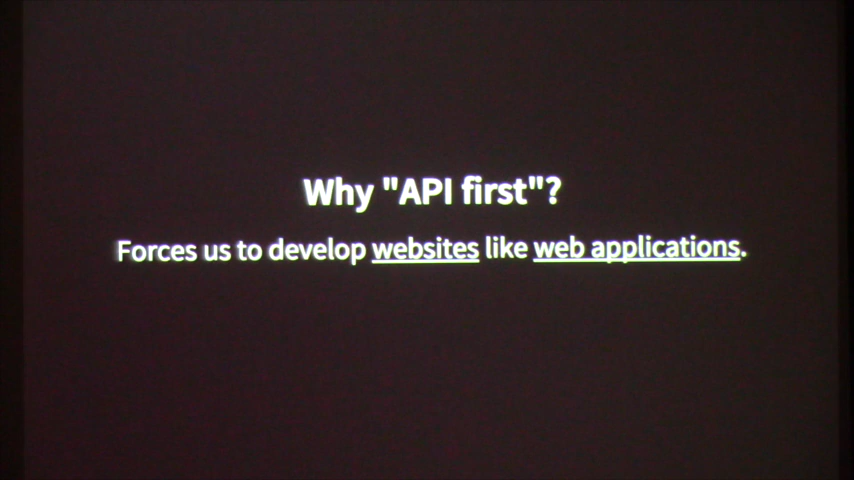 Why "API first"?
Forces us to develop websites like web applications.